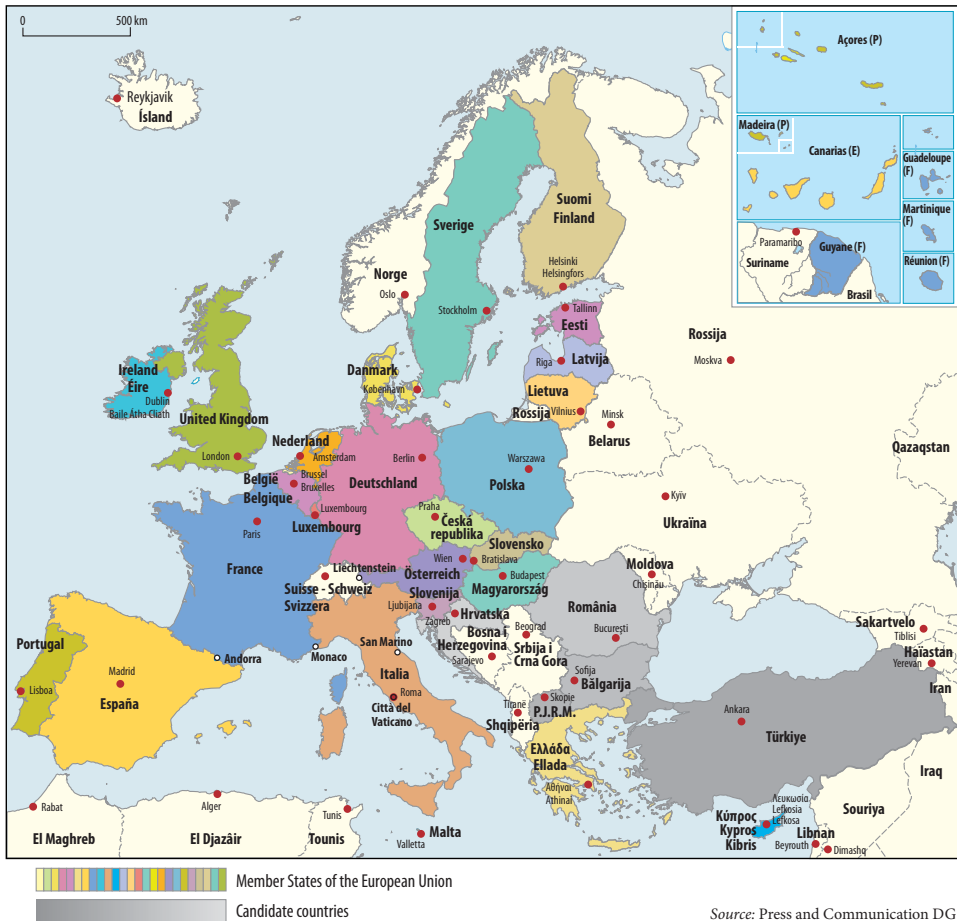 0
500 km
Reykjavik
Ísland
Açores (P)
Madeira (P)
Canarias (E)
Guadeloupe
(F)
Martinique
(F)
Réunion (F)
Paramaribo
Suriname
Guyane (F)
Brasil
Suomi
Finland
Helsinki
Helsingfors
Sverige
Stockholm
Norge
Oslo
Tallinn
Eesti
Riga
Latvija
Lietuva
Vilnius
Rossija
Rossija
Moskva
Minsk
Belarus
Danmark
København
Ireland
Éire
Dublin
Baile Átha Cliath
United Kingdom
London
Nederland
Amsterdam
België
Belgique
Brussel
Bruxelles
Luxembourg
Luxembourg
Berlin
Deutschland
Warszawa
Polska
Qazaqstan
Kyïv
Ukraïna
Paris
France
Praha
Česká
republika
Slovensko
Bratislava
Wien
Österreich
Budapest
Magyarország
Liechtenstein
Suisse - Schweiz
Svizzera
Slovenija
Ljubijana
Zagreb
Hrvatska
Bosna i
Herzegovina
Sarajevo
Beograd
Srbija i
Crna Gora
România
Bucureşti
Moldova
Chişinău
Portugal
Lisboa
Madrid
España
Andorra
Monaco
San Marino
Italia
Roma
Città del
Vaticano
Sofija
Bălgarija
Skopie
P.J.R.M.
Tiranë
Shqipëria
Ελλάδα
Ellada
Αθήναι
Athinai
Ankara
Türkiye
Sakartvelo
Tiblisi
Haïastan
Yerevan
Iran
Iraq
Souriya
Λευκωσία
Lefkosia
Lefkosa
Κύπρος
Kypros
Kibris
Libnan
Beyrouth
Dimashq
Rabat
El Maghreb
Alger
El Djazâir
Tunis
Tounis
Malta
Valletta
Member States of the European Union
Candidate countries
Source: Press and Communication DG